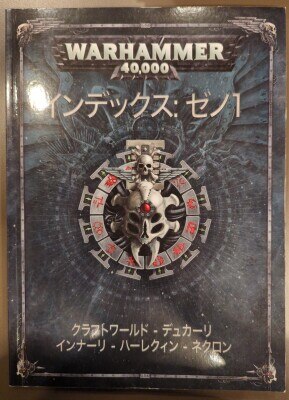 WARHAMMER
40,000
インデックス: ゼノ1
クラフトワールド - デュカーリ
インナーリ - ハーレクィン - ネクロン